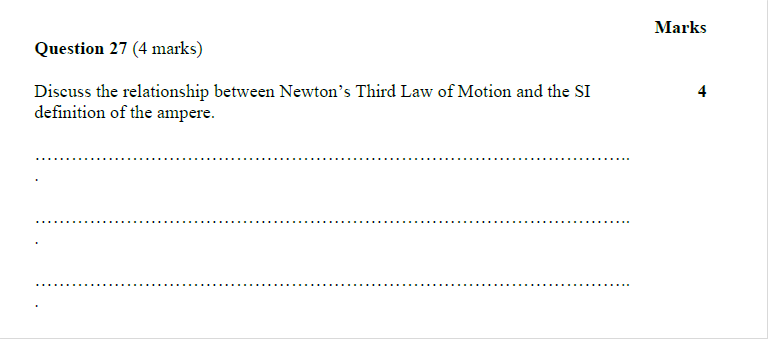 Marks
Question 27 (4 marks)
Discuss the relationship between Newton's Third Law of Motion and the SI 4
definition of the ampere.
……………………………………………………………………………………..
.
……………………………………………………………………………………..
.
……………………………………………………………………………………..
.